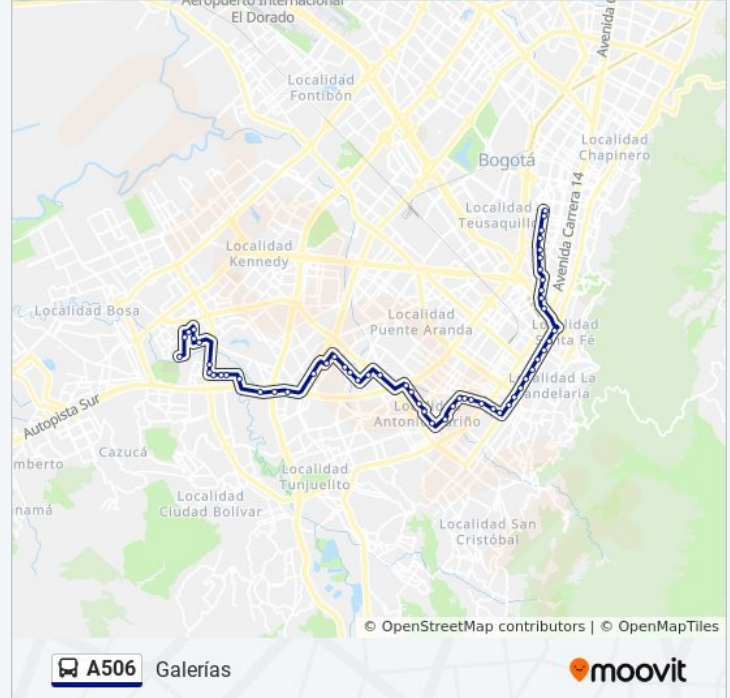 Aeropuerto Internacional
El Dorado
Localidad
Fontibón
Localidad
Chapinero
Bogotá
Localidad
Teusaquillo
Avenida Carrera 14
Localidad
Kennedy
Localidad Bosa
Localidad
Puente Aranda
Localidad
Santa Fé
Localidad La
Candelaria
Localidad
Antonio Nariño
Autopista Sur
Cazucá
mberto
Localidad
Tunjuelito
Localidad
Ciudad Bolívar
namá
Localidad San
Cristóbal
© OpenStreetMap contributors | © OpenMapTiles
A506 Galerías
moovit